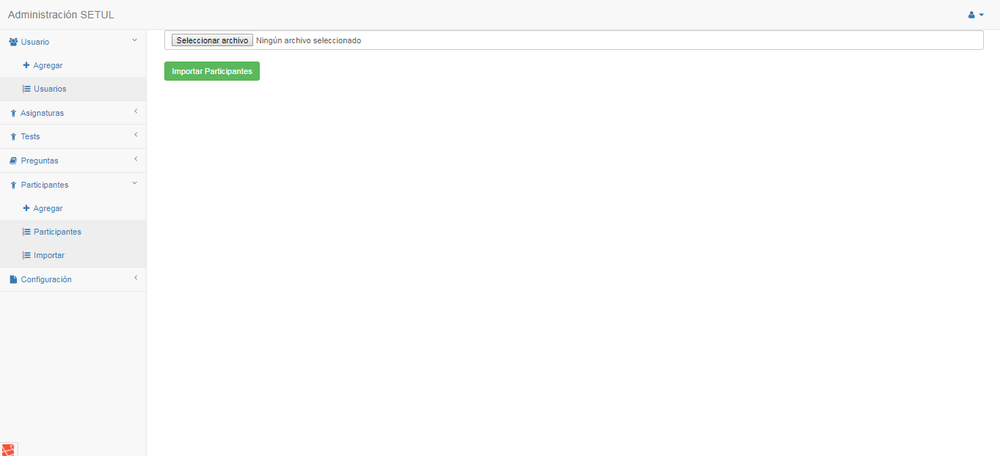 Administración SETUL
Seleccionar archivo Ningún archivo seleccionado
Importar Participantes
Usuario
Agregar
Usuarios
Asignaturas
Tests
Preguntas
Participantes
Agregar
Participantes
Importar
Configuración